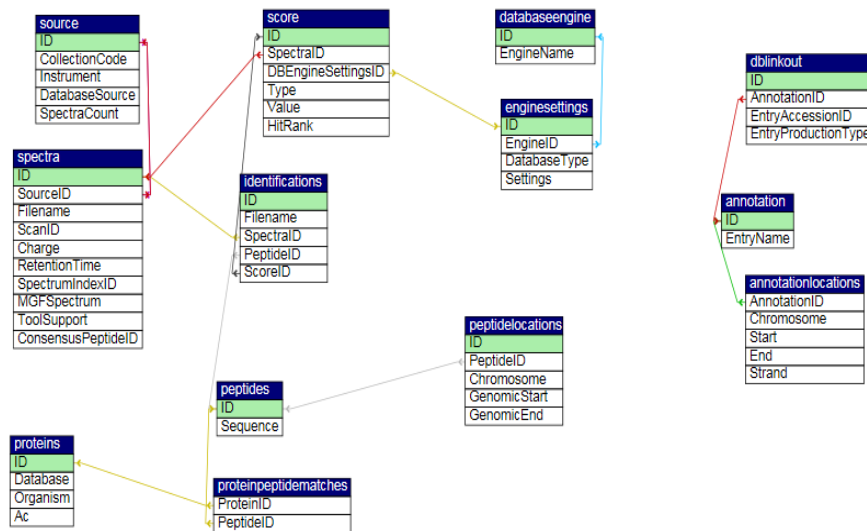 source
ID
CollectionCode
Instrument
DatabaseSource
SpectraCount
score
ID
SpectraID
DBEngineSettingsID
Type
Value
HitRank
databaseengine
ID
EngineName
dblinkout
ID
AnnotationID
EntryAccessionID
EntryProductionType
enginesettings
ID
EngineID
DatabaseType
Settings
spectra
ID
SourceID
Filename
ScanID
Charge
RetentionTime
SpectrumIndexID
MGFSpectrum
ToolSupport
ConsensusPeptideID
identifications
ID
Filename
SpectraID
PeptideID
ScoreID
annotation
ID
EntryName
annotationlocations
AnnotationID
Chromosome
Start
End
Strand
peptidelocations
ID
PeptideID
Chromosome
GenomicStart
GenomicEnd
peptides
ID
Sequence
proteins
ID
Database
Organism
Ac
proteinpeptidematches
ProteinID
PeptideID